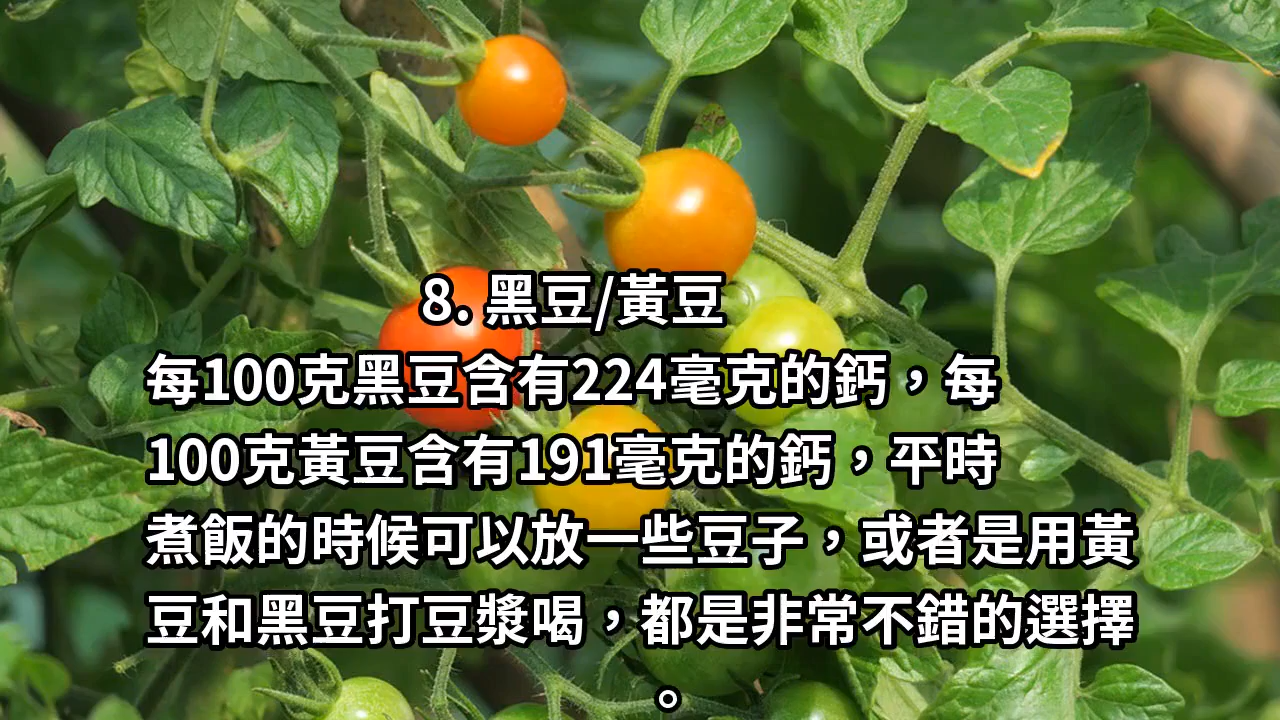 8. 黑豆/黃豆
每100克黑豆含有224毫克的鈣，每
100克黃豆含有191毫克的鈣，平時
煮飯的時候可以放一些豆子，或者是用黃
豆和黑豆打豆漿喝，都是非常不錯的選擇
。